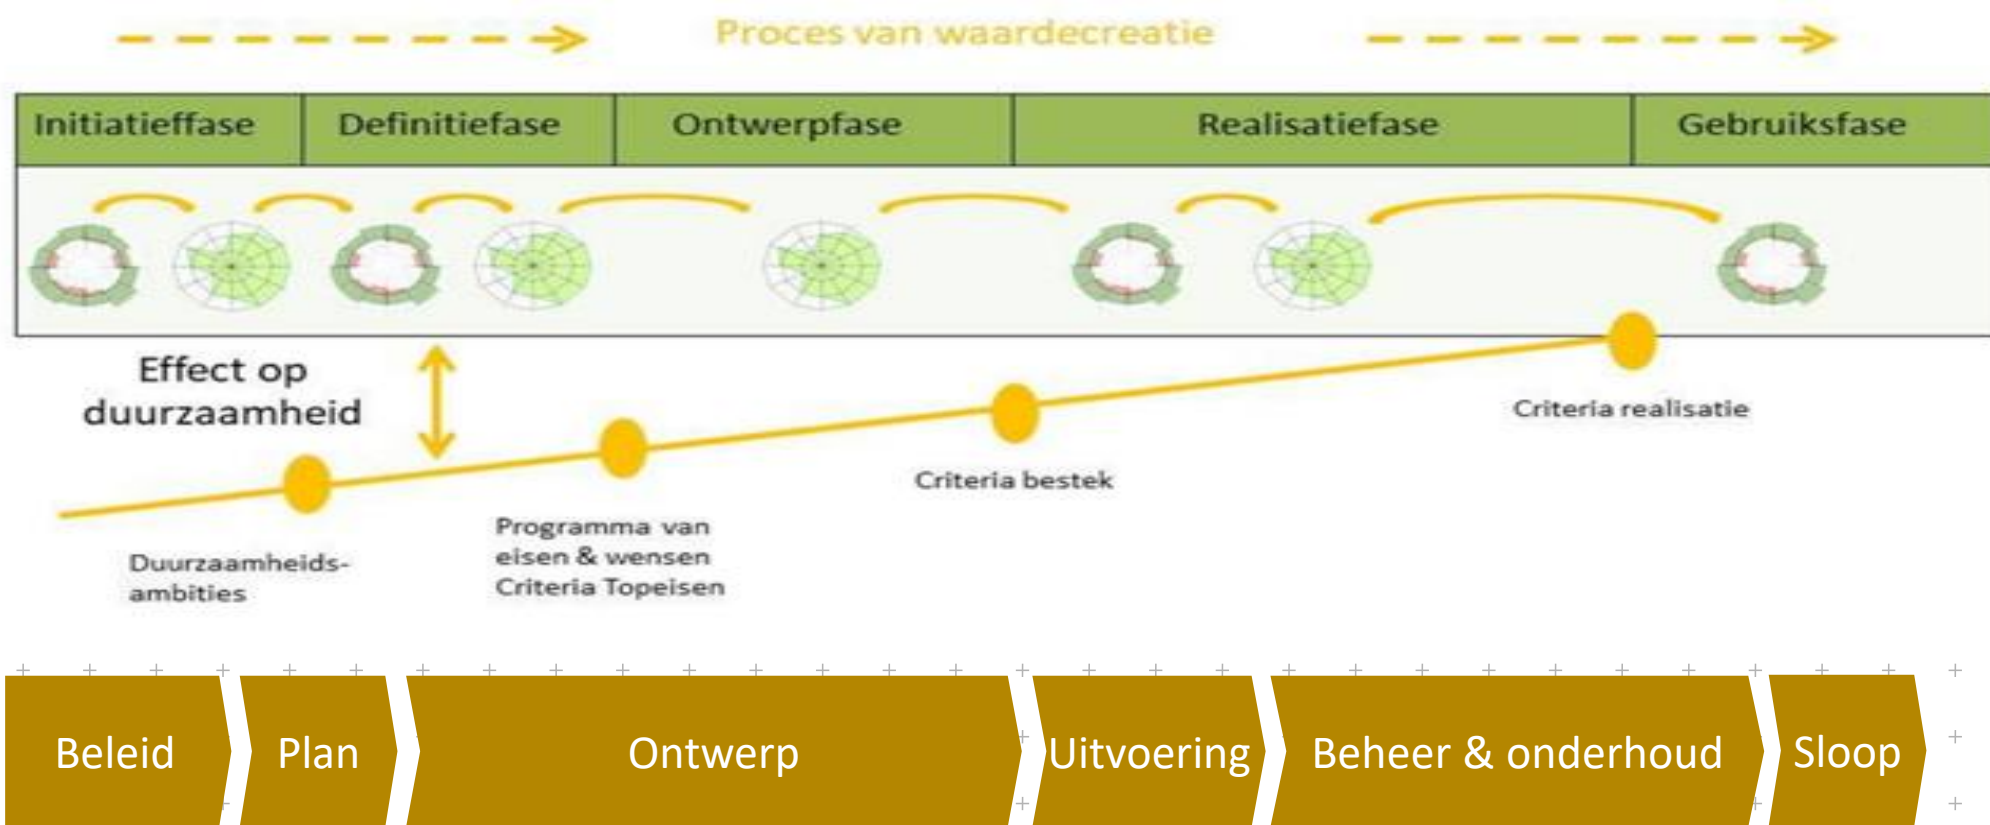 Proces van waardecreatie
Initiatieffase
Definitiefase
Ontwerpfase
Realisatiefase
Gebruiksfase
Effect op
duurzaamheid
Criteria realisatie
Criteria bestek
Programma van
eisen & wensen
Criteria Topeisen
Duurzaamheids-
ambities
Beleid
Plan
Ontwerp
Uitvoering
Beheer & onderhoud
Sloop